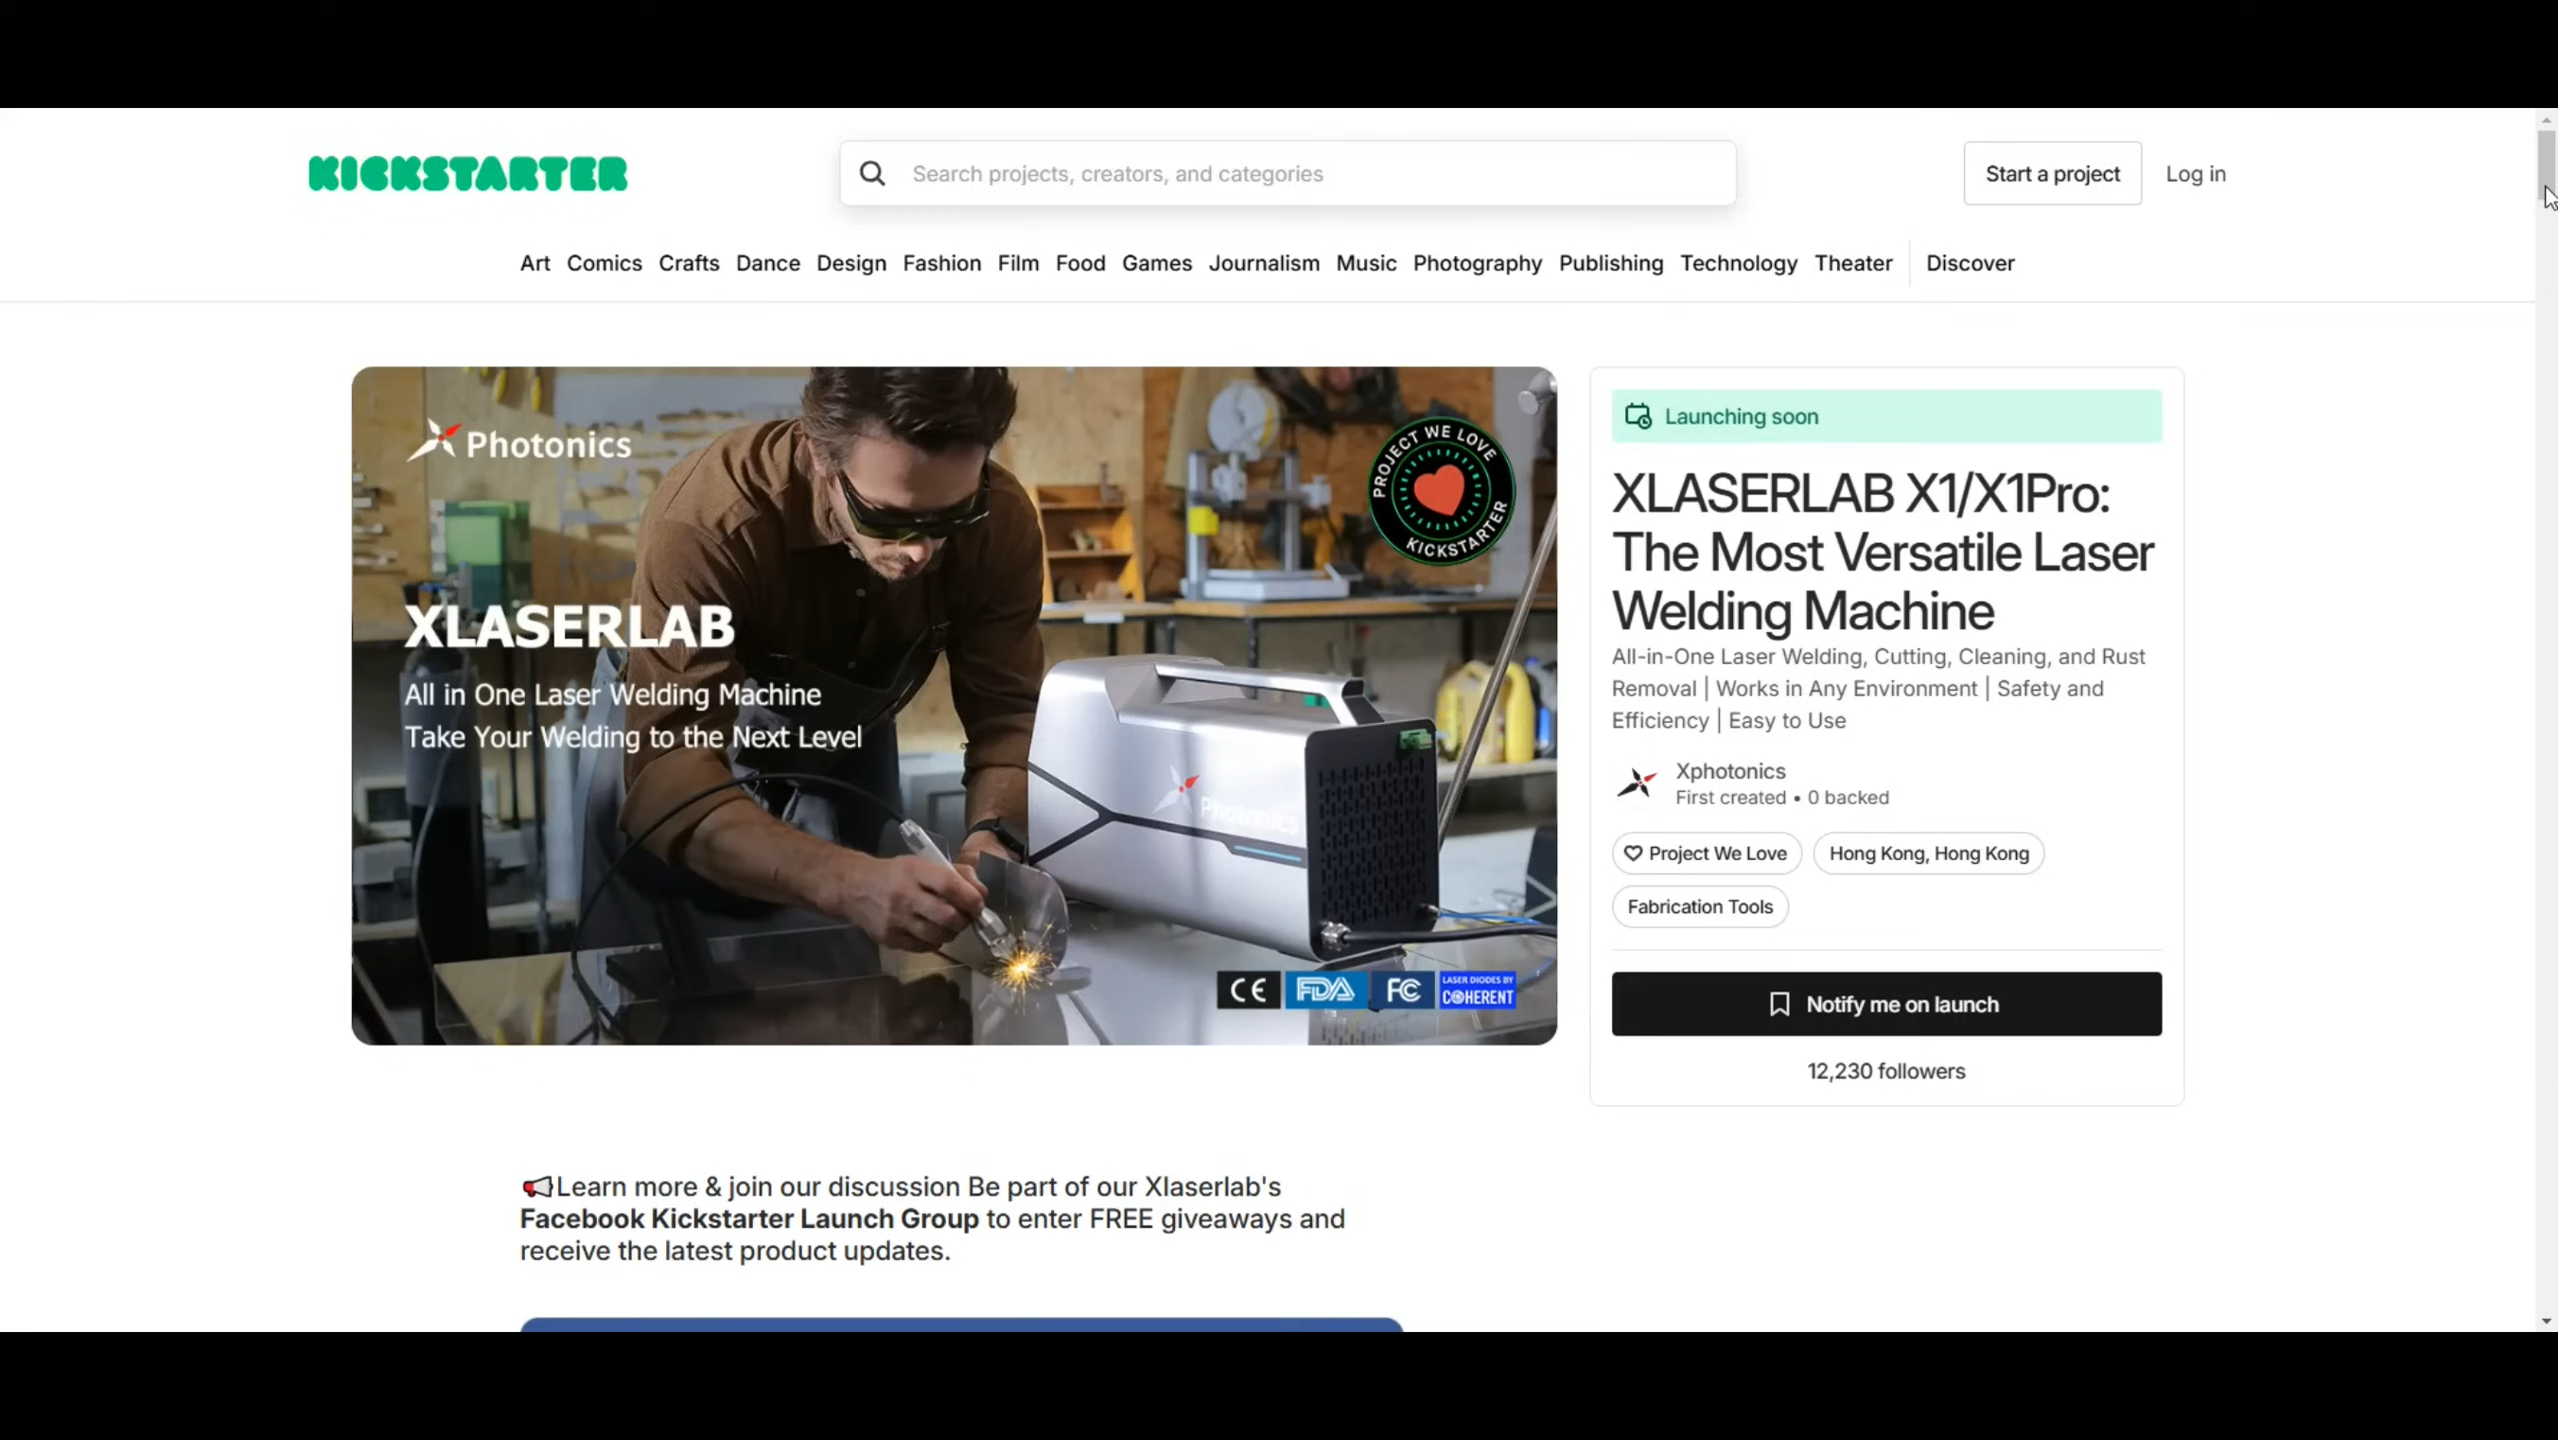 KICKSTARTER
Search projects, creators, and categories
Start a project
Log in
Art Comics Crafts Dance Design Fashion Film Food Games Journalism Music Photography Publishing Technology Theater Discover
Phototonics
PROJECT WE LOVE
KICKSTARTER
XLASERLAB
All in One Laser Welding Machine
Take Your Welding to the Next Level
Photonics
CE FDA FC LASER DIODES BY
COHERENT
Launching soon
XLASERLAB X1/X1Pro:
The Most Versatile Laser
Welding Machine
All-in-One Laser Welding, Cutting, Cleaning, and Rust
Removal | Works in Any Environment | Safety and
Efficiency | Easy to Use
Xphotonics
First created • 0 backed
Project We Love
Hong Kong, Hong Kong
Fabrication Tools
Notify me on launch
12,230 followers
Learn more & join our discussion Be part of our Xlaserlab's
Facebook Kickstarter Launch Group to enter FREE giveaways and
receive the latest product updates.